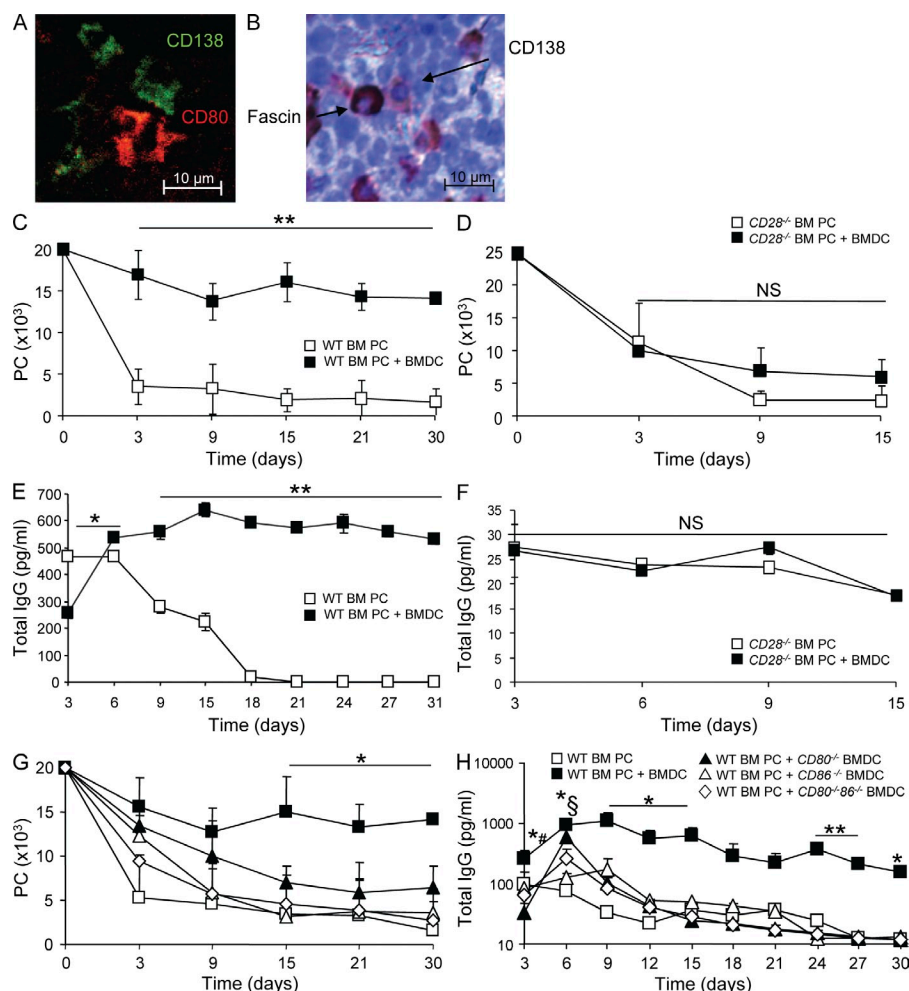 A
CD138
CD80
10 µm
B
CD138
Fascin
10 µm
C
**
20
15
10
5
0
PC (x10³)
WT BM PC
WT BM PC + BMDC
0 3 9 15 21 30
Time (days)
D
CD28-/- BM PC
CD28-/- BM PC + BMDC
25
20
15
10
5
0
PC (x10³)
NS
0 3 9 15
Time (days)
E
**
*
700
600
500
400
300
200
100
0
Total IgG (pg/ml)
WT BM PC
WT BM PC + BMDC
3 6 9 15 18 21 24 27 31
Time (days)
F
NS
35
30
25
20
15
10
5
0
Total IgG (pg/ml)
CD28-/- BM PC
CD28-/- BM PC + BMDC
3 6 9 15
Time (days)
G
*
20
15
10
5
0
PC (x10³)
0 3 9 15 21 30
Time (days)
H
WT BM PC
WT BM PC + BMDC
WT BM PC + CD80-/- BMDC
WT BM PC + CD86-/- BMDC
WT BM PC + CD80-/-86-/- BMDC
10000
1000
100
10
Total IgG (pg/ml)
*#
*§
*
**
*
3 6 9 12 15 18 21 24 27 30
Time (days)